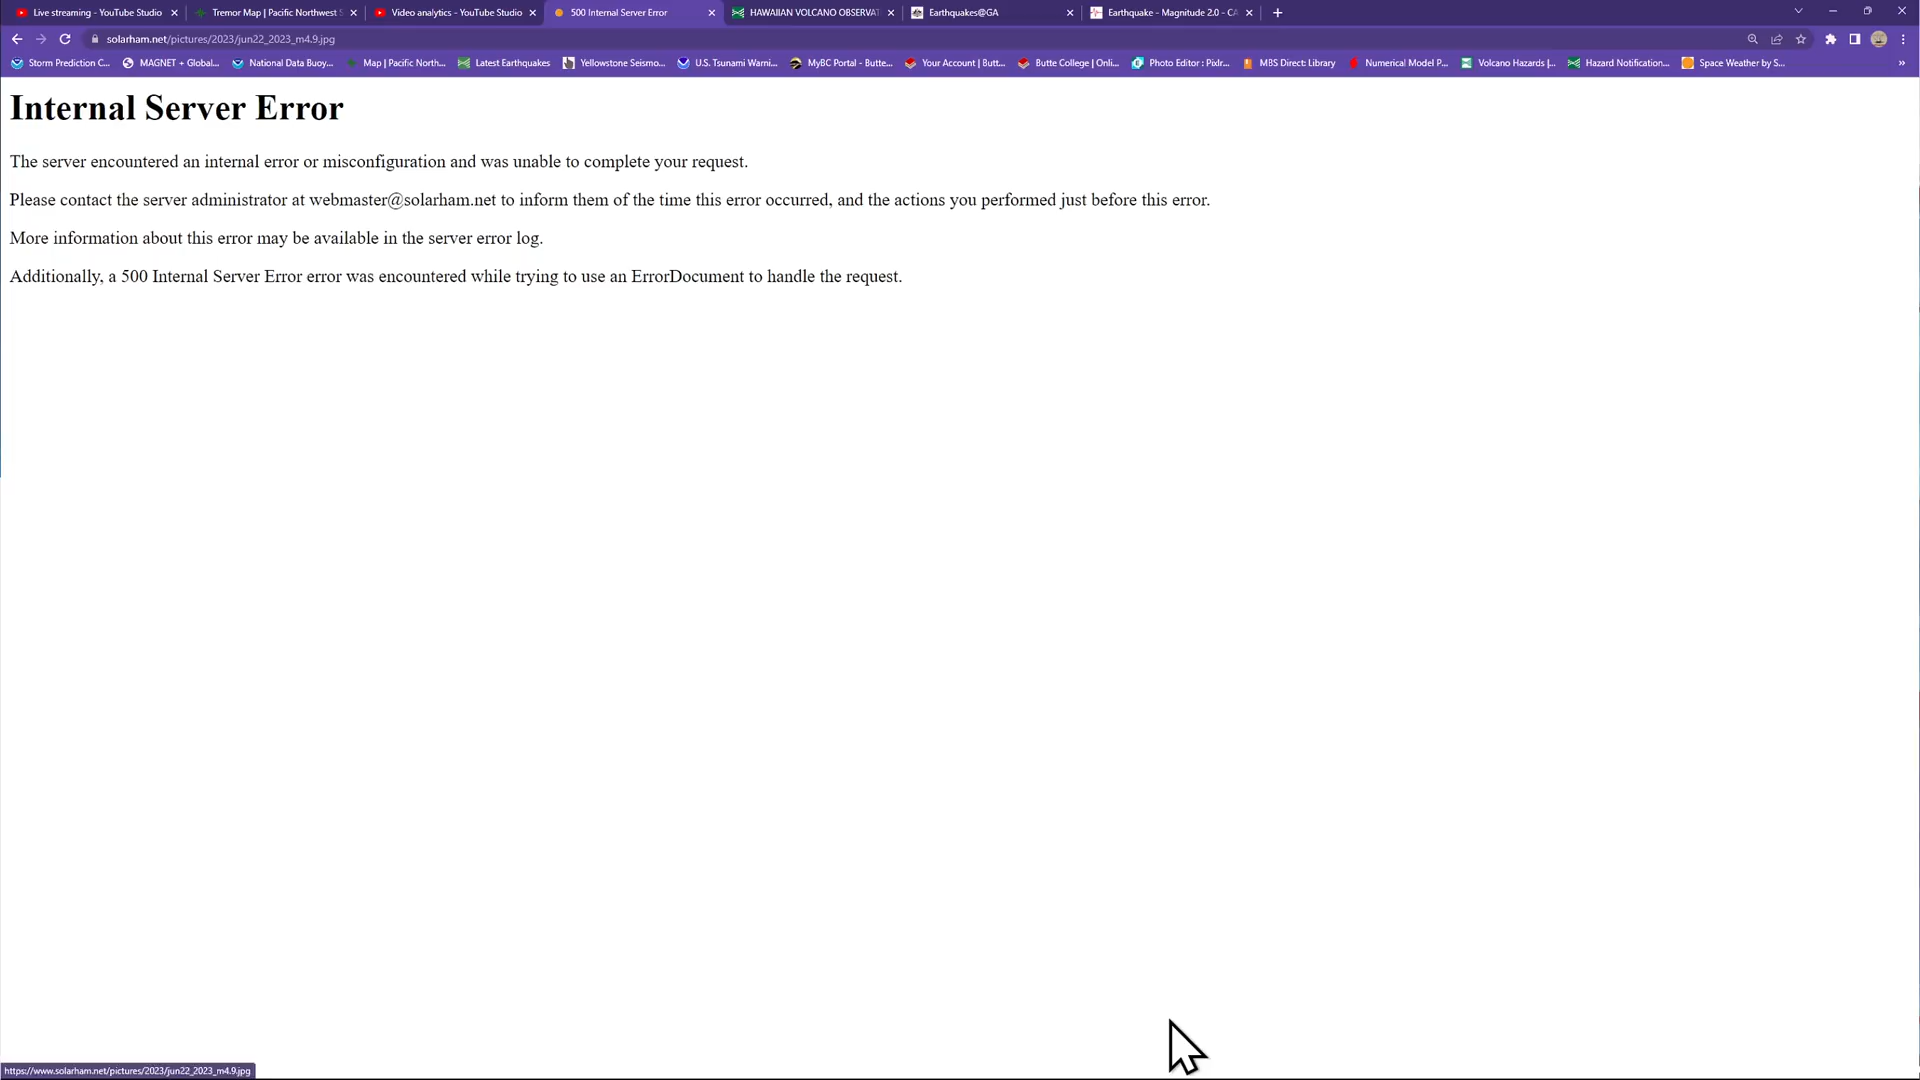 Live streaming - YouTube Studio
Tremor Map | Pacific Northwest S
Video analytics - YouTube Studio
500 Internal Server Error
HAWAIIAN VOLCANO OBSERVAT
Earthquakes@GA
Earthquake - Magnitude 2.0 - CA
solarham.net/pictures/2023/jun22_2023_m4.9.jpg
Storm Prediction C...
MAGNET + Global...
National Data Buoy...
Map | Pacific North...
Latest Earthquakes
Yellowstone Seismo...
U.S. Tsunami Warni...
MyBC Portal - Butte...
Your Account | Butt...
Butte College | Onli...
Photo Editor : Pixlr...
MBS Direct: Library
Numerical Model P...
Volcano Hazards |...
Hazard Notification...
Space Weather by S...
Internal Server Error
The server encountered an internal error or misconfiguration and was unable to complete your request.
Please contact the server administrator at webmaster@solarham.net to inform them of the time this error occurred, and the actions you performed just before this error.
More information about this error may be available in the server error log.
Additionally, a 500 Internal Server Error error was encountered while trying to use an ErrorDocument to handle the request.
https://www.solarham.net/pictures/2023/jun22_2023_m4.9.jpg